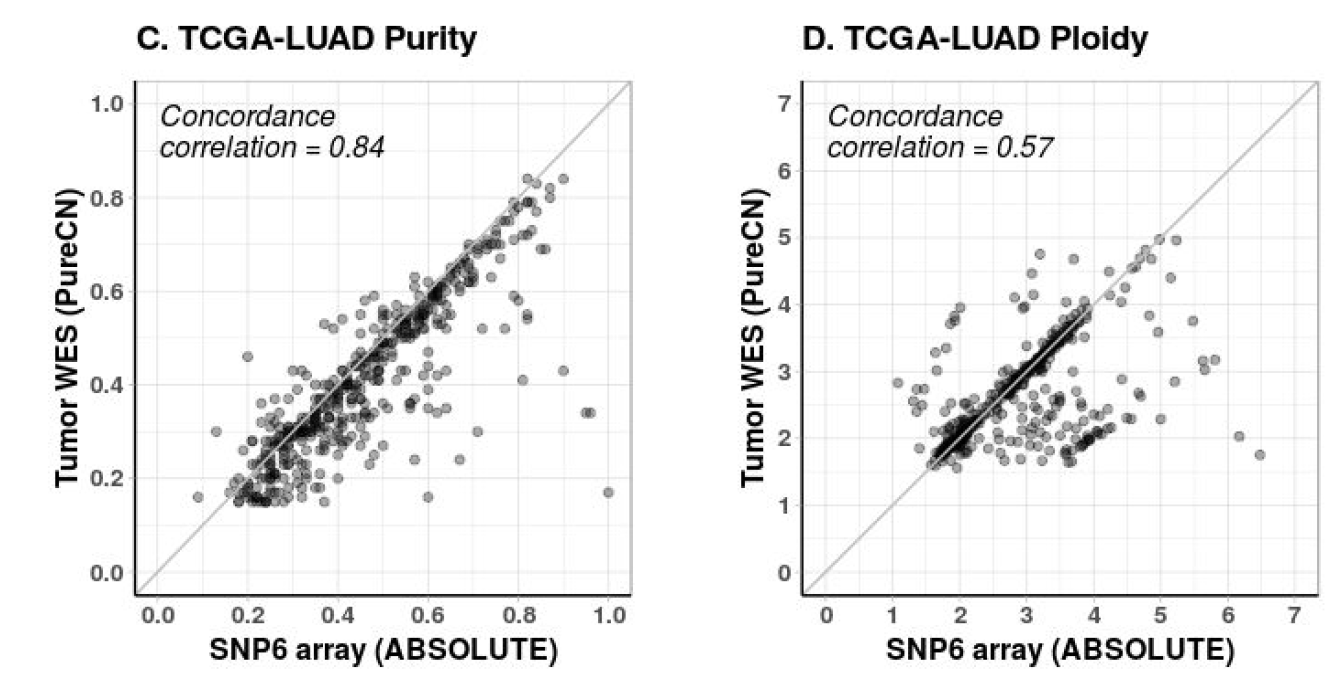 C. TCGA-LUAD Purity
Concordance
correlation = 0.84
1.0
0.8
0.6
0.4
0.2
0.0
Tumor WES (PureCN)
0.0 0.2 0.4 0.6 0.8 1.0
SNP6 array (ABSOLUTE)
D. TCGA-LUAD Ploidy
Concordance
correlation = 0.57
7
6
5
4
3
2
1
0
Tumor WES (PureCN)
0 1 2 3 4 5 6 7
SNP6 array (ABSOLUTE)